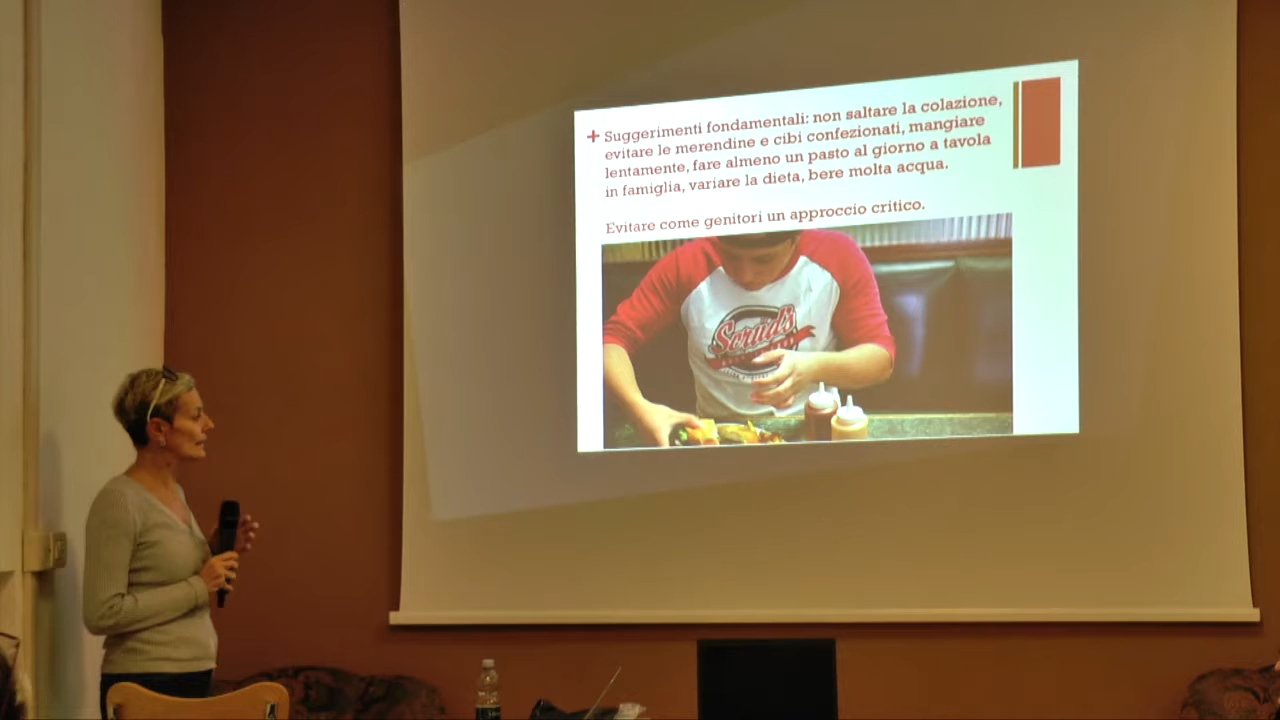 + Suggerimenti fondamentali: non saltare la colazione,
evitare le merendine e cibi confezionati, mangiare
lentamente, fare almeno un pasto al giorno a tavola
in famiglia, variare la dieta, bere molta acqua.
Evitare come genitori un approccio critico.